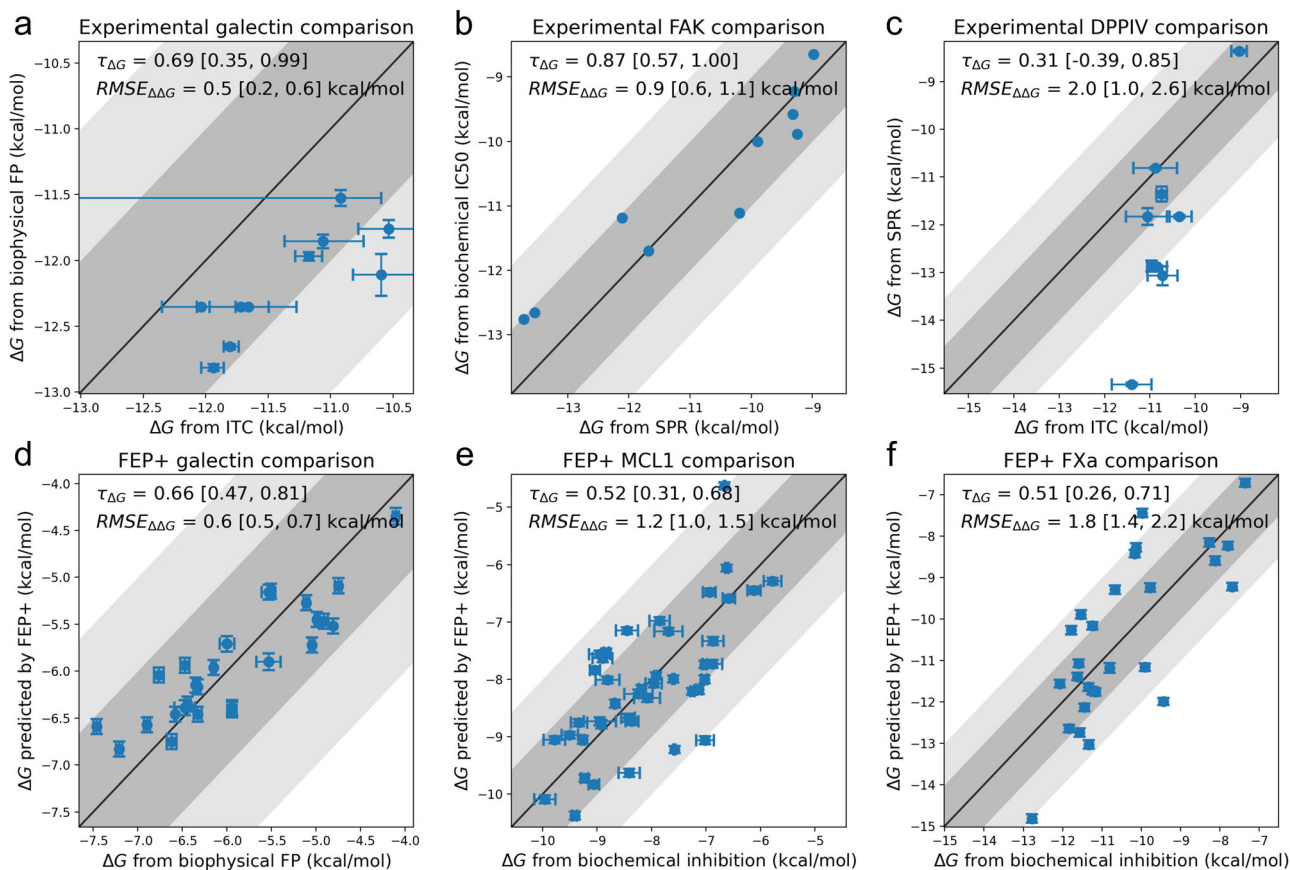 a
Experimental galectin comparison
τΔG = 0.69 [0.35, 0.99]
RMSEΔΔG = 0.5 [0.2, 0.6] kcal/mol
ΔG from biophysical FP (kcal/mol)
−10.5
−11.0
−11.5
−12.0
−12.5
−13.0
−13.0 −12.5 −12.0 −11.5 −11.0 −10.5
ΔG from ITC (kcal/mol)
b
Experimental FAK comparison
τΔG = 0.87 [0.57, 1.00]
RMSEΔΔG = 0.9 [0.6, 1.1] kcal/mol
ΔG from biochemical IC50 (kcal/mol)
−9
−10
−11
−12
−13
−13 −12 −11 −10 −9
ΔG from SPR (kcal/mol)
c
Experimental DPPIV comparison
τΔG = 0.31 [-0.39, 0.85]
RMSEΔΔG = 2.0 [1.0, 2.6] kcal/mol
ΔG from SPR (kcal/mol)
−9
−10
−11
−12
−13
−14
−15
−15 −14 −13 −12 −11 −10 −9
ΔG from ITC (kcal/mol)
d
FEP+ galectin comparison
τΔG = 0.66 [0.47, 0.81]
RMSEΔΔG = 0.6 [0.5, 0.7] kcal/mol
ΔG predicted by FEP+ (kcal/mol)
−4.0
−4.5
−5.0
−5.5
−6.0
−6.5
−7.0
−7.5
−7.5 −7.0 −6.5 −6.0 −5.5 −5.0 −4.5 −4.0
ΔG from biophysical FP (kcal/mol)
e
FEP+ MCL1 comparison
τΔG = 0.52 [0.31, 0.68]
RMSEΔΔG = 1.2 [1.0, 1.5] kcal/mol
ΔG predicted by FEP+ (kcal/mol)
−5
−6
−7
−8
−9
−10
−10 −9 −8 −7 −6 −5
ΔG from biochemical inhibition (kcal/mol)
f
FEP+ FXa comparison
τΔG = 0.51 [0.26, 0.71]
RMSEΔΔG = 1.8 [1.4, 2.2] kcal/mol
ΔG predicted by FEP+ (kcal/mol)
−7
−8
−9
−10
−11
−12
−13
−14
−15
−15 −14 −13 −12 −11 −10 −9 −8 −7
ΔG from biochemical inhibition (kcal/mol)